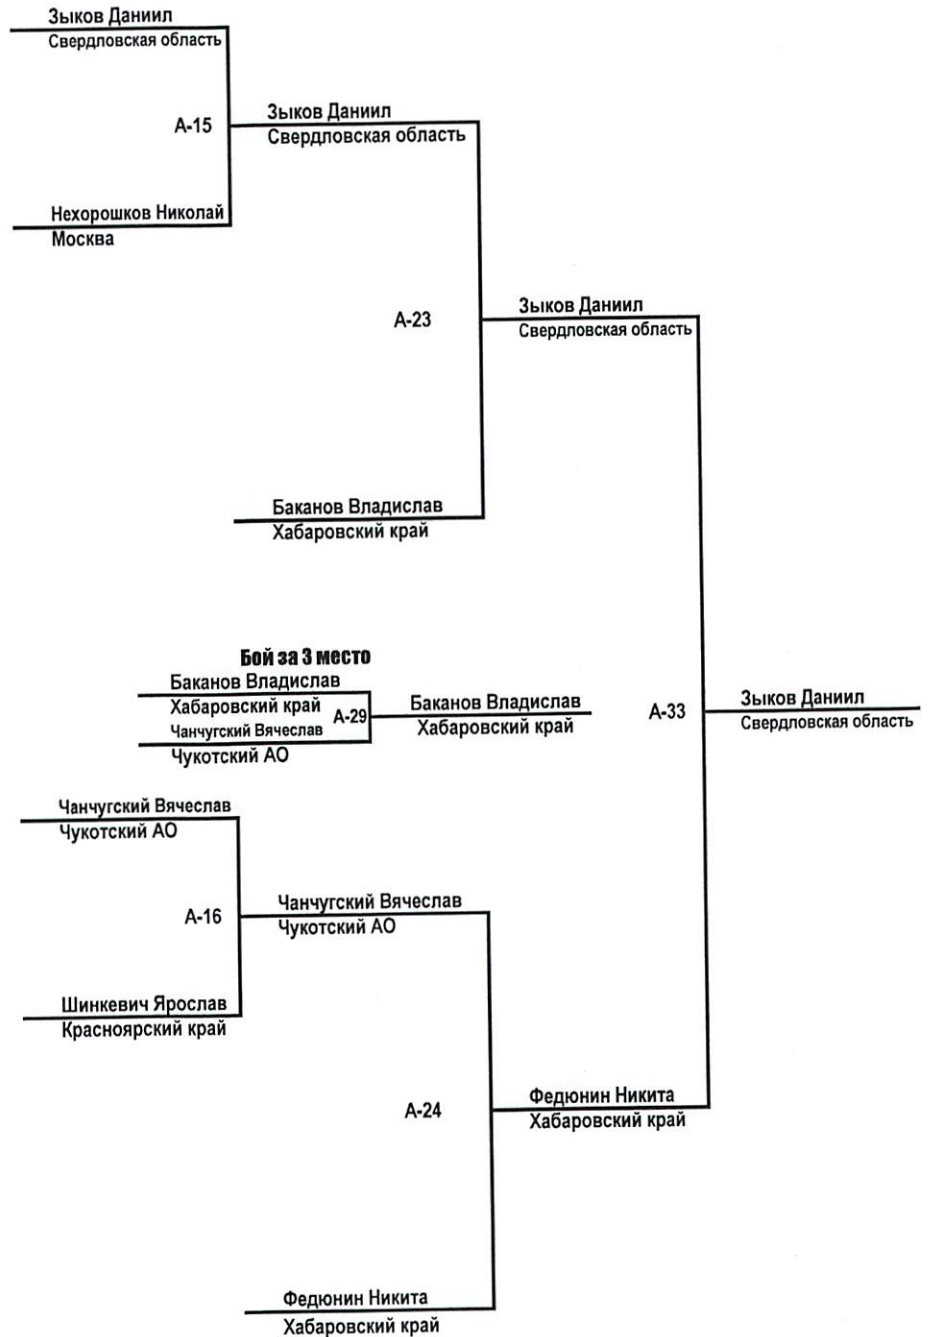 Зыков Даниил
Свердловская область
А-15
Зыков Даниил
Свердловская область
Нехорошков Николай
Москва
А-23
Зыков Даниил
Свердловская область
Баканов Владислав
Хабаровский край
Бой за 3 место
Баканов Владислав
Хабаровский край
А-29
Чанчугский Вячеслав
Чукотский АО
Баканов Владислав
Хабаровский край
А-33
Зыков Даниил
Свердловская область
Чанчугский Вячеслав
Чукотский АО
А-16
Чанчугский Вячеслав
Чукотский АО
Шинкевич Ярослав
Красноярский край
А-24
Федюнин Никита
Хабаровский край
Федюнин Никита
Хабаровский край